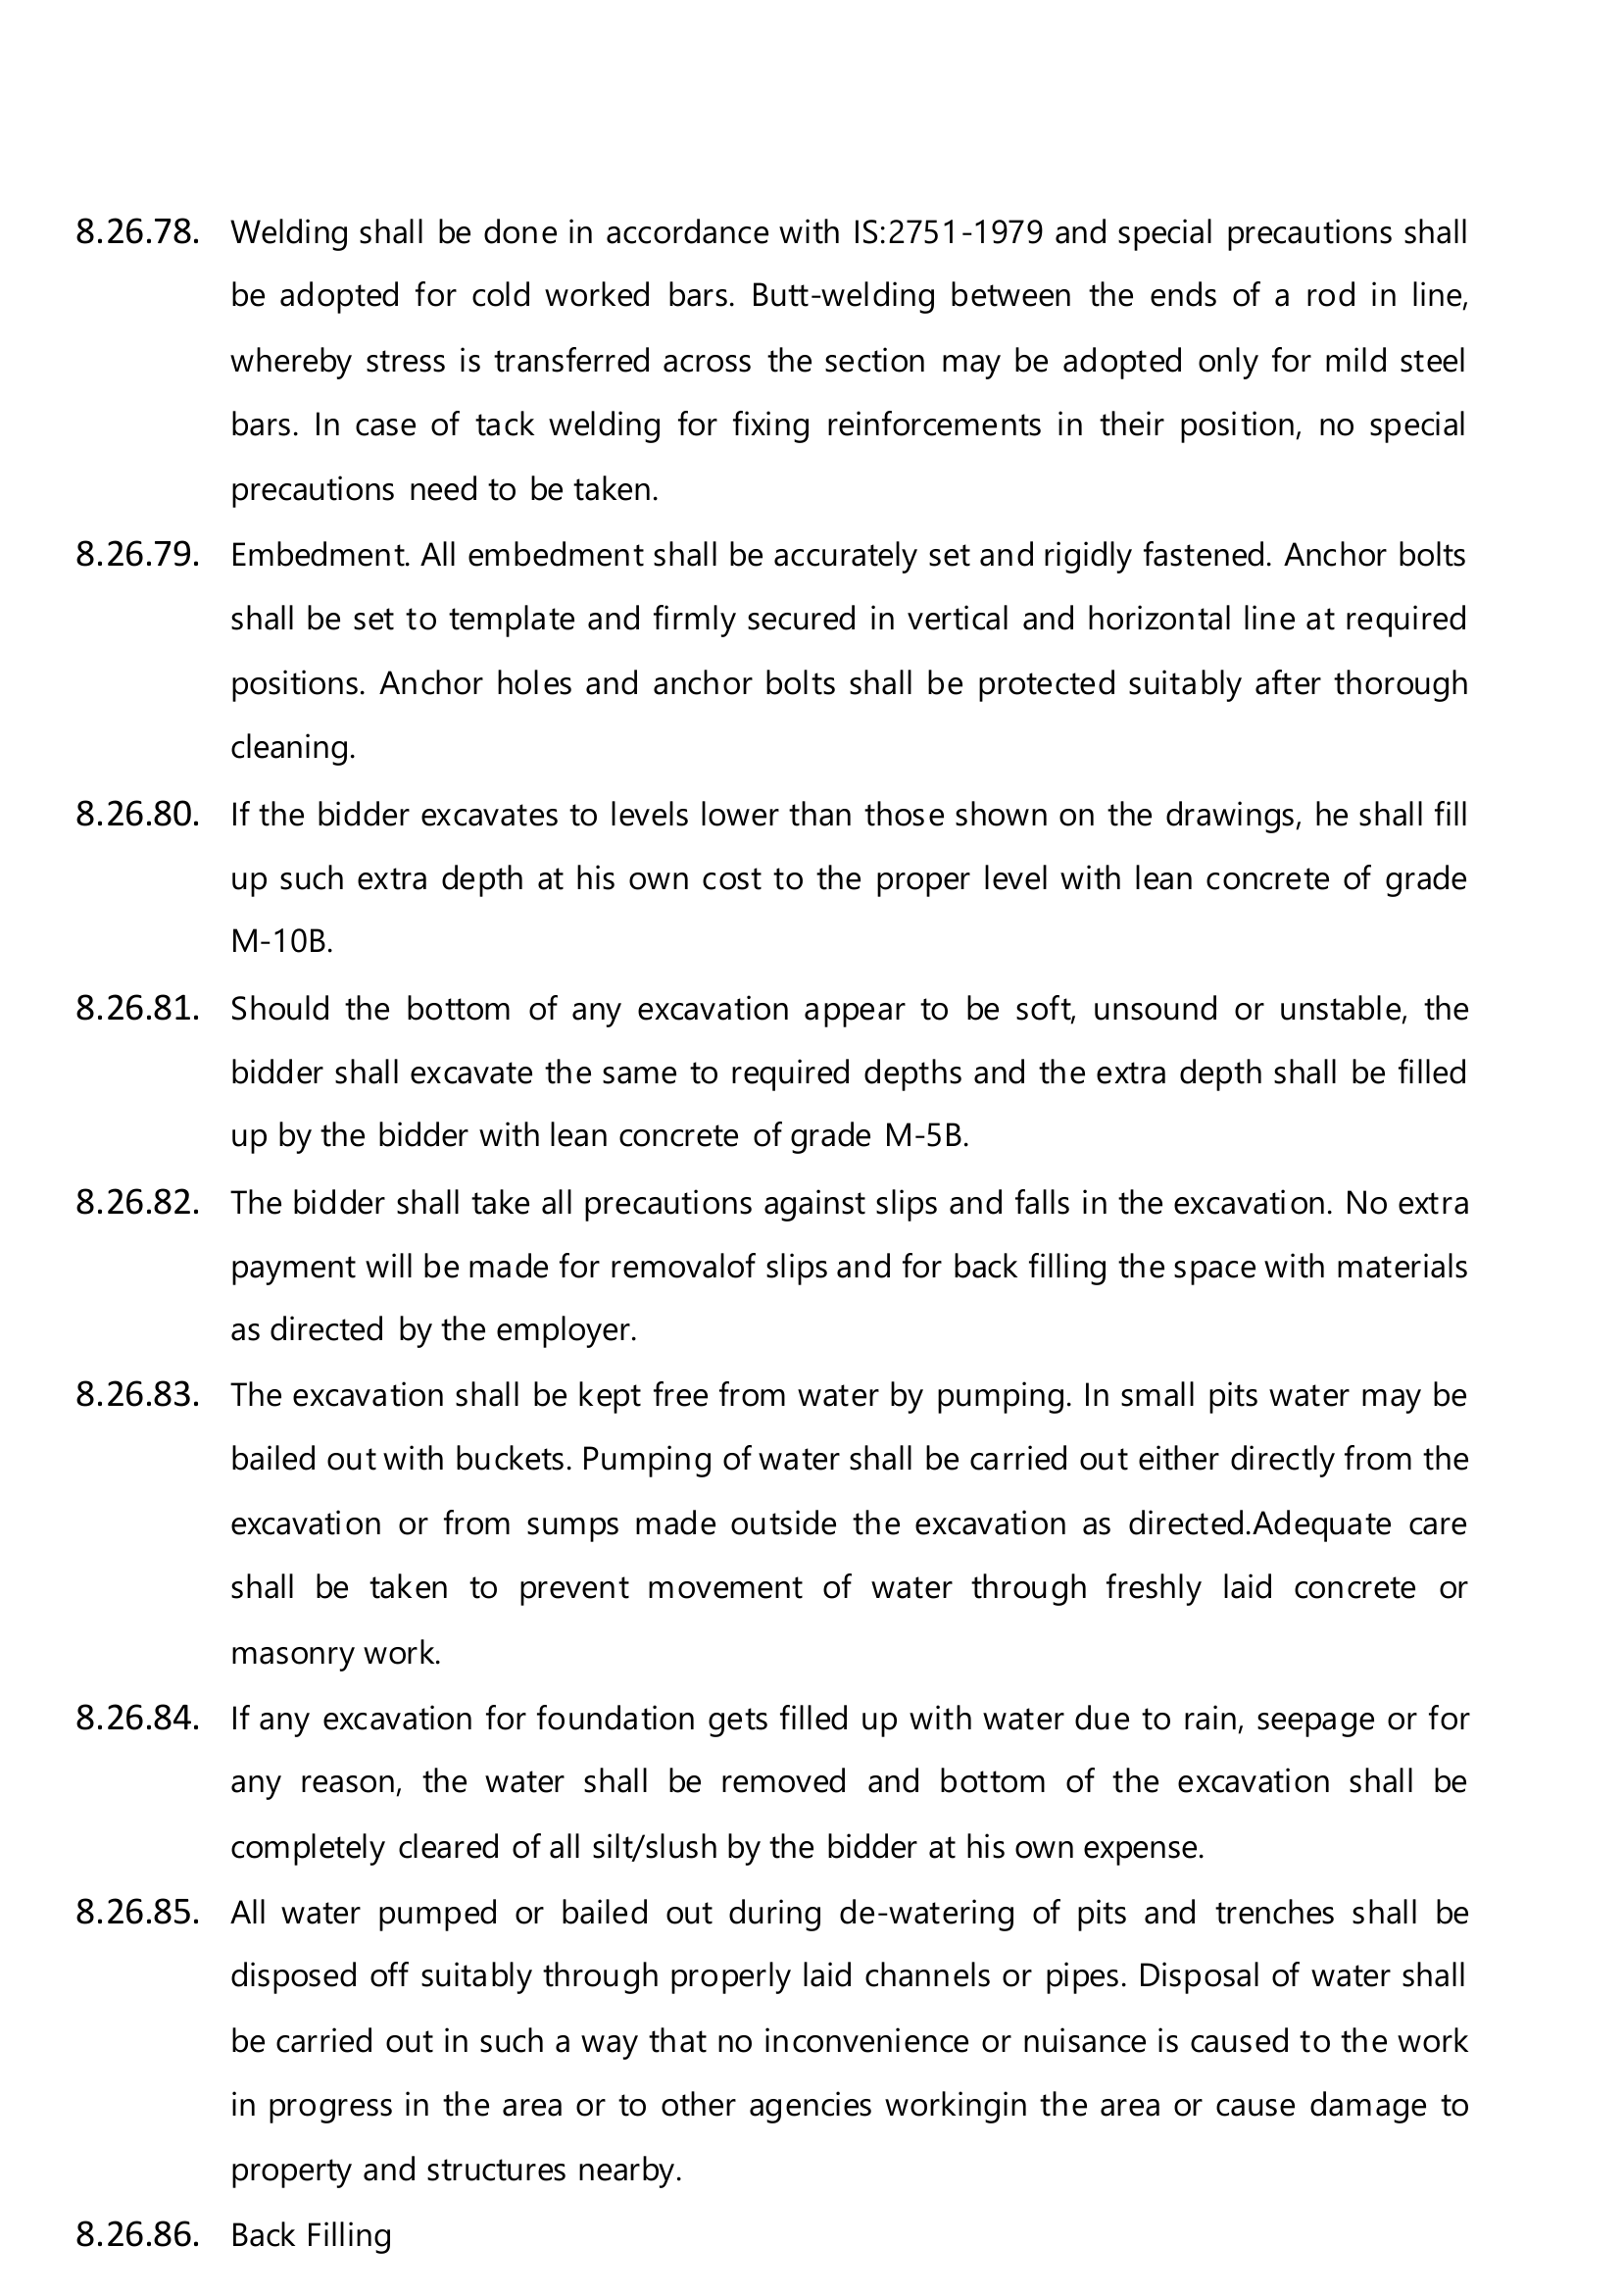 8.26.78. Welding shall be done in accordance with IS:2751-1979 and special precautions shall
be adopted for cold worked bars. Butt-welding between the ends of a rod in line,
whereby stress is transferred across the section may be adopted only for mild steel
bars. In case of tack welding for fixing reinforcements in their position, no special
precautions need to be taken.
8.26.79. Embedment. All embedment shall be accurately set and rigidly fastened. Anchor bolts
shall be set to template and firmly secured in vertical and horizontal line at required
positions. Anchor holes and anchor bolts shall be protected suitably after thorough
cleaning.
8.26.80. If the bidder excavates to levels lower than those shown on the drawings, he shall fill
up such extra depth at his own cost to the proper level with lean concrete of grade
M-10B.
8.26.81. Should the bottom of any excavation appear to be soft, unsound or unstable, the
bidder shall excavate the same to required depths and the extra depth shall be filled
up by the bidder with lean concrete of grade M-5B.
8.26.82. The bidder shall take all precautions against slips and falls in the excavation. No extra
payment will be made for removalof slips and for back filling the space with materials
as directed by the employer.
8.26.83. The excavation shall be kept free from water by pumping. In small pits water may be
bailed out with buckets. Pumping of water shall be carried out either directly from the
excavation or from sumps made outside the excavation as directed.Adequate care
shall be taken to prevent movement of water through freshly laid concrete or
masonry work.
8.26.84. If any excavation for foundation gets filled up with water due to rain, seepage or for
any reason, the water shall be removed and bottom of the excavation shall be
completely cleared of all silt/slush by the bidder at his own expense.
8.26.85. All water pumped or bailed out during de-watering of pits and trenches shall be
disposed off suitably through properly laid channels or pipes. Disposal of water shall
be carried out in such a way that no inconvenience or nuisance is caused to the work
in progress in the area or to other agencies workingin the area or cause damage to
property and structures nearby.
8.26.86. Back Filling